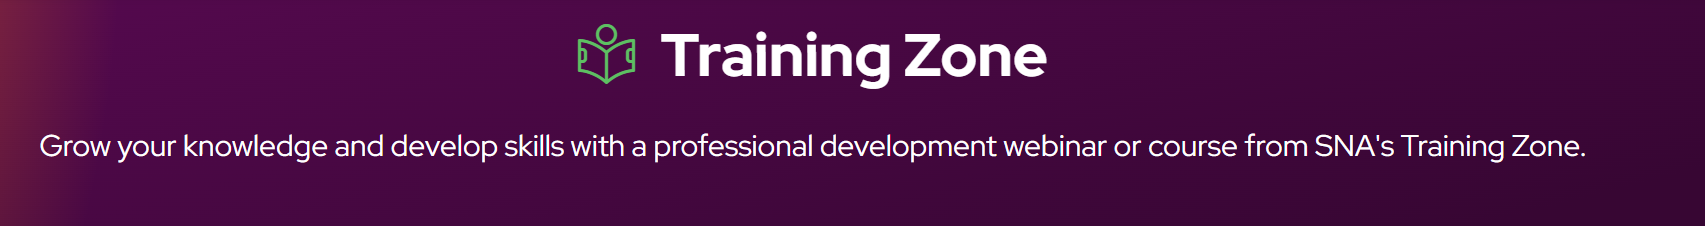 Training Zone
Grow your knowledge and develop skills with a professional development webinar or course from SNA's Training Zone.